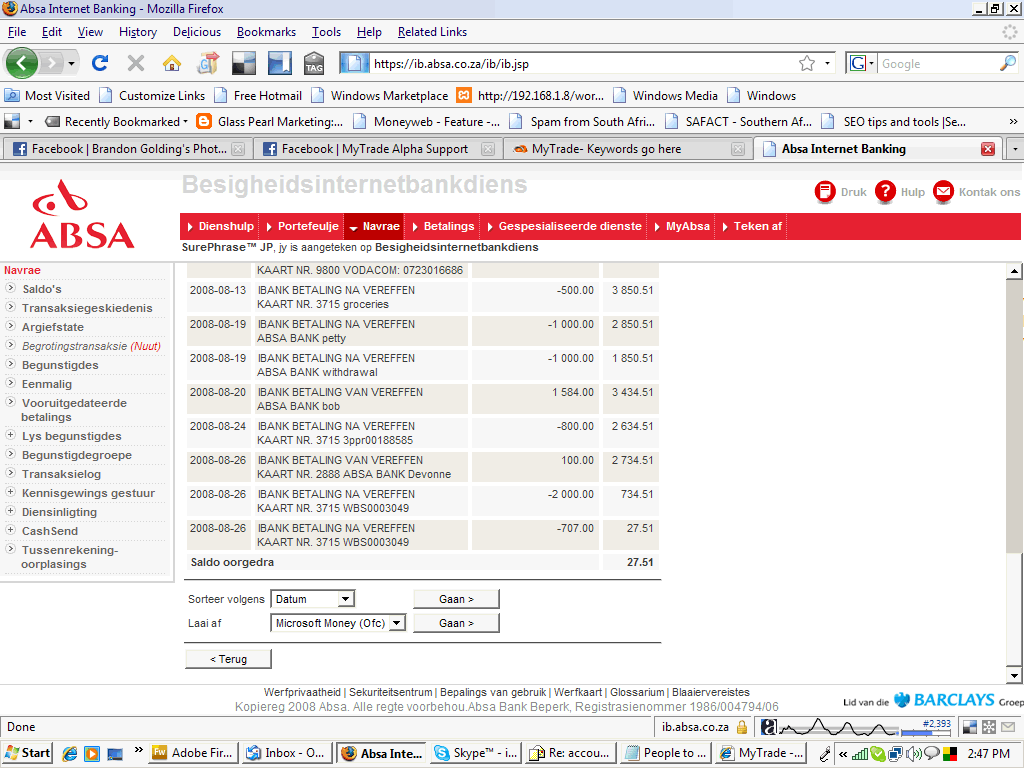 Absa Internet Banking - Mozilla Firefox
File Edit View History Delicious Bookmarks Tools Help Related Links
TAG https://ib.absa.co.za/ib/ib.jsp G Google
Most Visited Customize Links Free Hotmail Windows Marketplace http://192.168.1.8/wor... Windows Media Windows
Recently Bookmarked Glass Pearl Marketing:... Moneyweb - Feature -... Spam from South Afri... SAFACT - Southern Af... SEO tips and tools |Se... »
Facebook | Brandon Golding's Phot... Facebook | MyTrade Alpha Support MyTrade- Keywords go here Absa Internet Banking
ABSA
Besigheidsinternetbankdiens
Druk Hulp Kontak ons
Dienshulp Portefeulje Navrae Betalings Gespesialiseerde dienste MyAbsa Teken af
SurePhrase™ JP, jy is aangeteken op Besigheidsinternetbankdiens
Navrae
Saldo's
Transaksiegeskiedenis
Argiefstate
Begrotingstransaksie (Nuut)
Begunstigdes
Eenmalig
Vooruitgedateerde
betalings
Lys begunstigdes
Begunstigdegroepe
Transaksielog
Kennisgewings gestuur
Diensinligting
CashSend
Tussenrekening-
oorplasings
KAART NR. 9800 VODACOM: 0723016686
2008-08-13 IBANK BETALING NA VEREFFEN -500.00 3 850.51
KAART NR. 3715 groceries
2008-08-19 IBANK BETALING NA VEREFFEN -1 000.00 2 850.51
ABSA BANK petty
2008-08-19 IBANK BETALING NA VEREFFEN -1 000.00 1 850.51
ABSA BANK withdrawal
2008-08-20 IBANK BETALING VAN VEREFFEN 1 584.00 3 434.51
ABSA BANK bob
2008-08-24 IBANK BETALING NA VEREFFEN -800.00 2 634.51
KAART NR. 3715 3ppr00188585
2008-08-26 IBANK BETALING VAN VEREFFEN 100.00 2 734.51
KAART NR. 2888 ABSA BANK Devonne
2008-08-26 IBANK BETALING NA VEREFFEN -2 000.00 734.51
KAART NR. 3715 WBS0003049
2008-08-26 IBANK BETALING NA VEREFFEN -707.00 27.51
KAART NR. 3715 WBS0003049
Saldo oorgedra 27.51
Sorteer volgens Datum Gaan >
Laai af Microsoft Money (Ofc) Gaan >
< Terug
Werfprivaatheid | Sekuriteitsentrum | Bepalings van gebruik | Werfkaart | Glossarium | Blaaiervereistes
Kopiereg 2008 Absa. Alle regte voorbehou.Absa Bank Beperk, Registrasienommer 1986/004794/06
Lid van die BARCLAYS Groep
Done ib.absa.co.za #2,393
Start » Adobe Fir... Inbox - O... Absa Inte... Skype™ - i... Re: accou... People to ... MyTrade -... « 2:47 PM